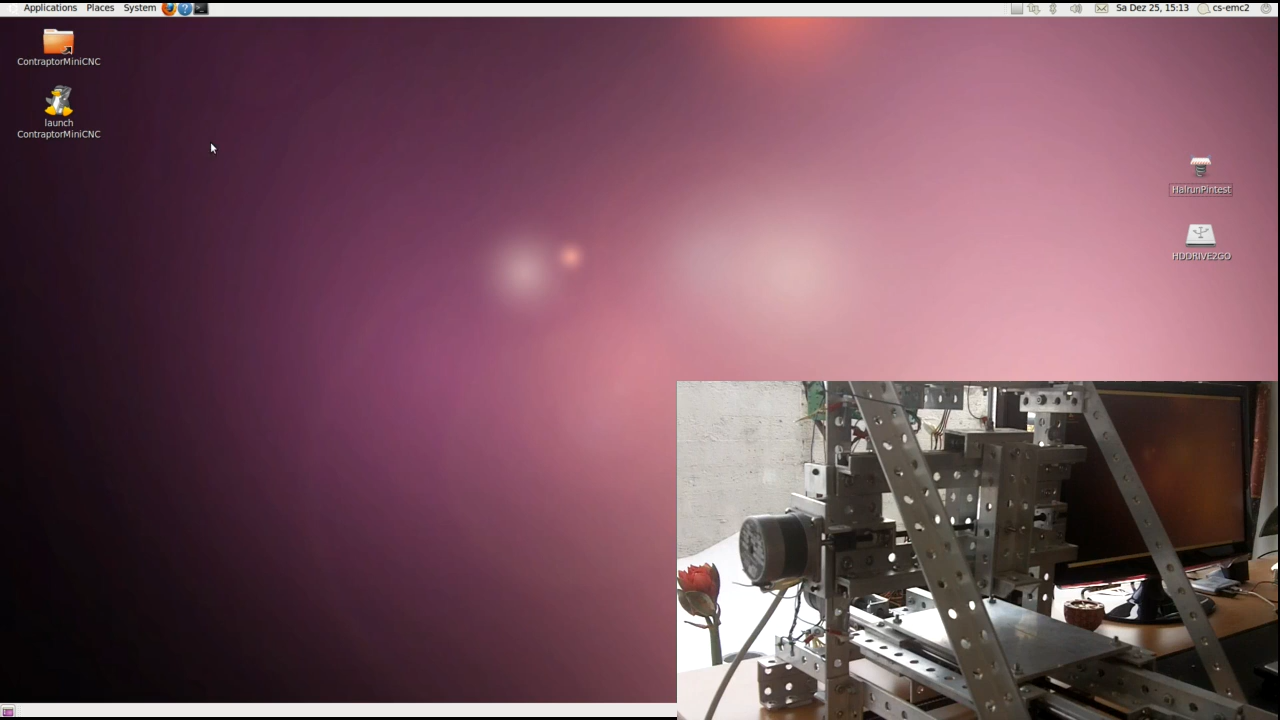 Applications Places System Sa Dez 25, 15:13 cs-emc2
ContraptorMiniCNC
launch
ContraptorMiniCNC
HalrunPintest
HDDRIVE2GO